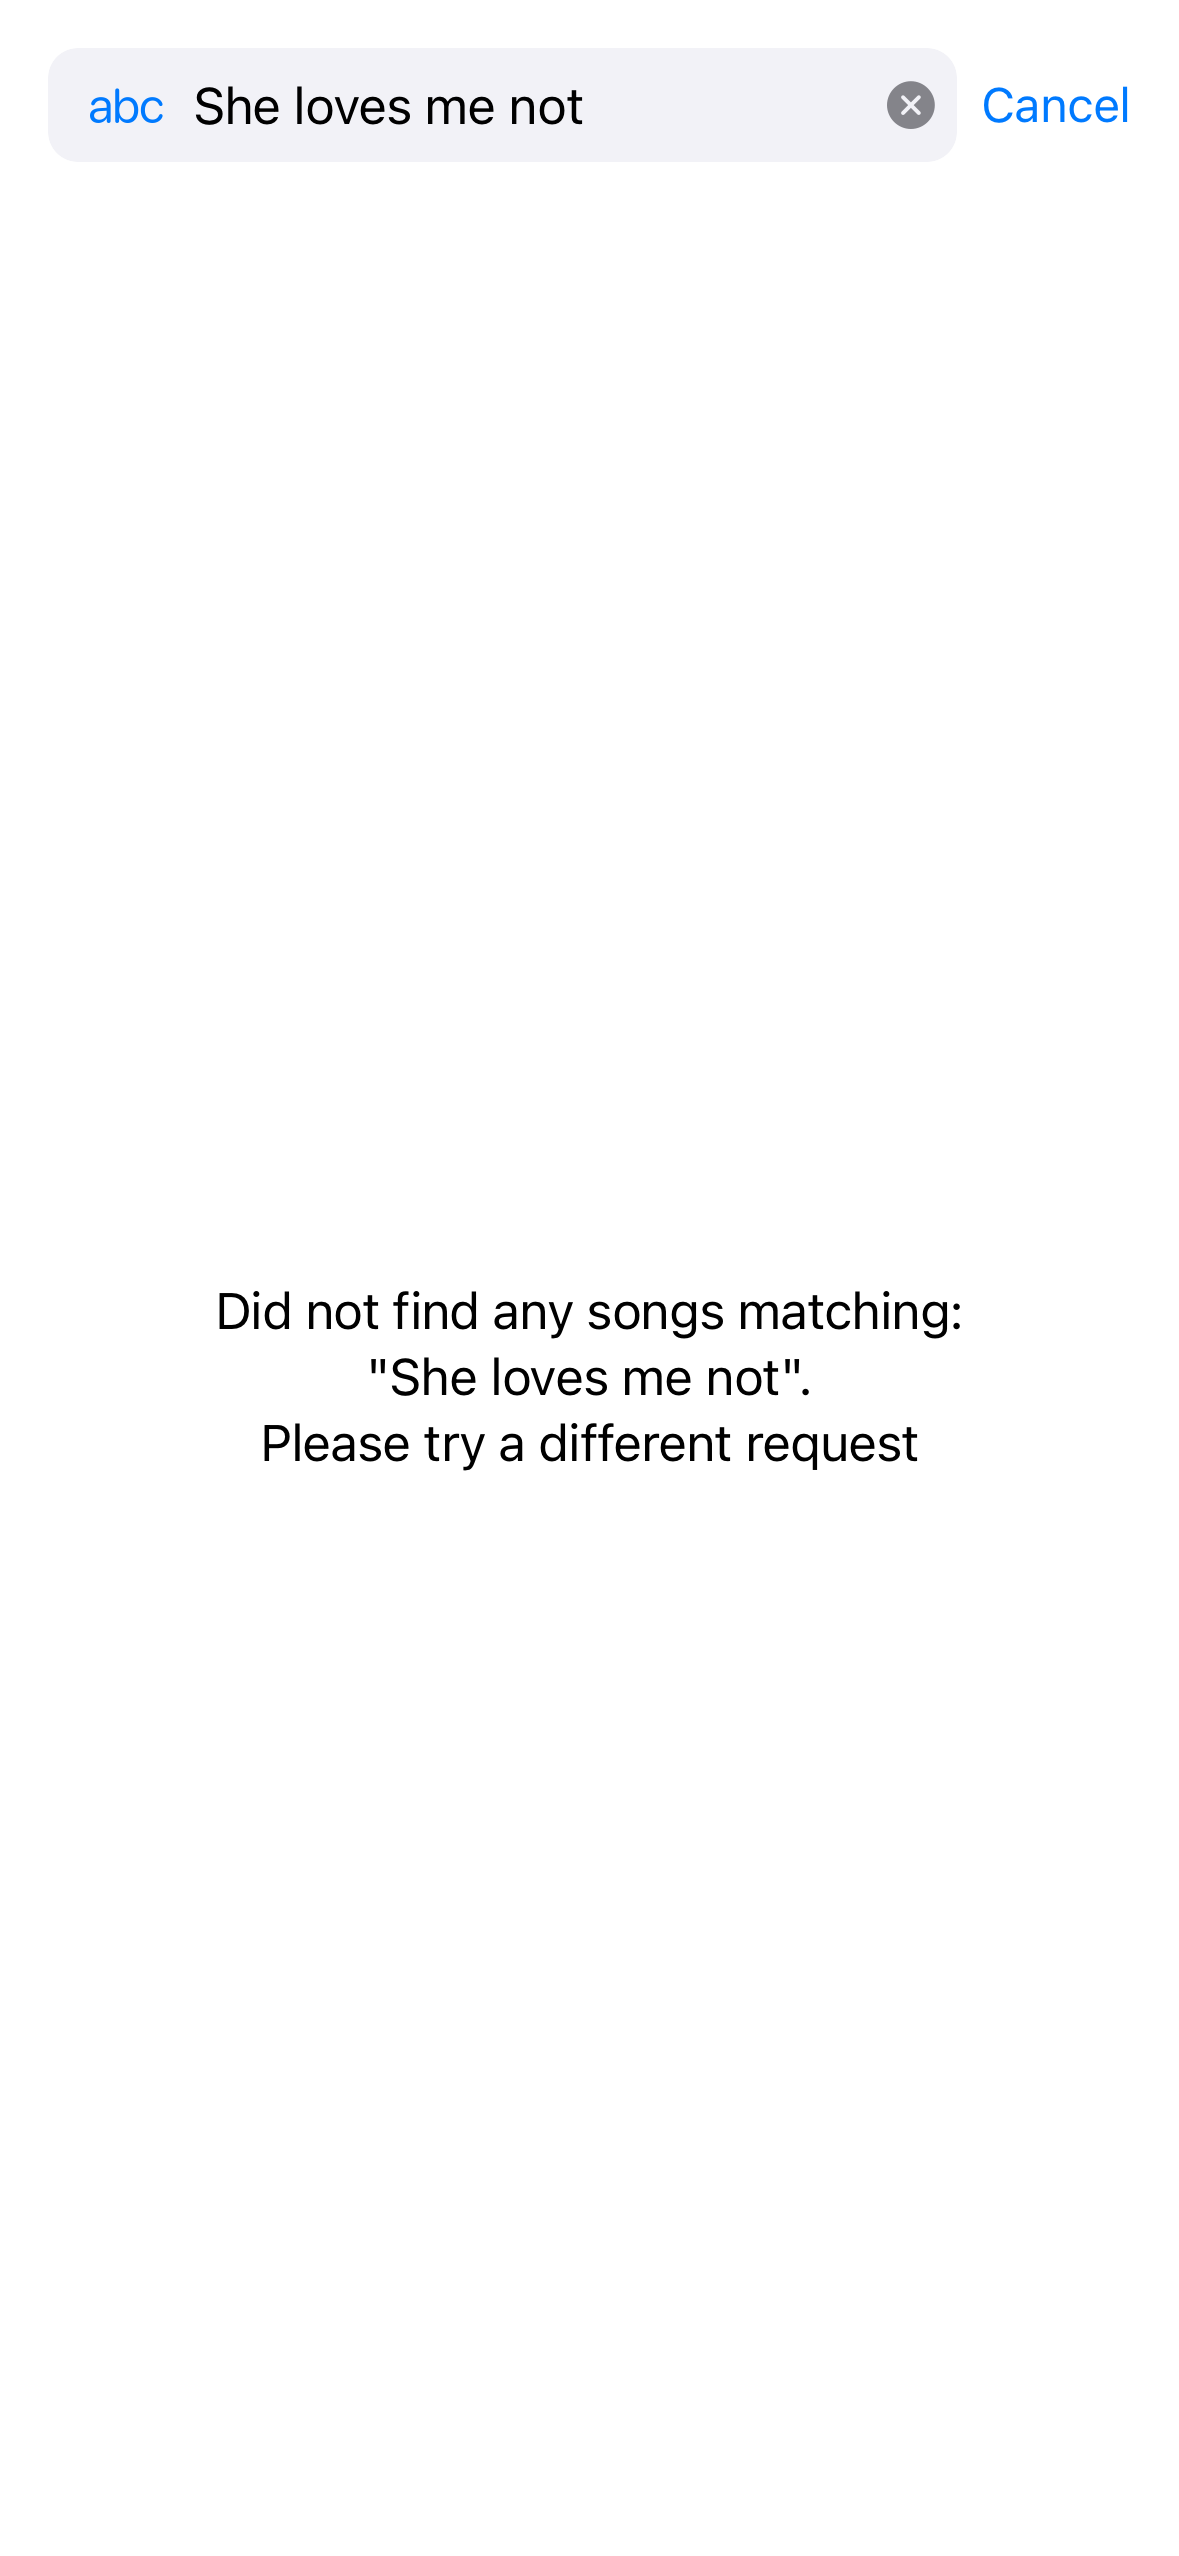 abc She loves me not Cancel
Did not find any songs matching:
"She loves me not".
Please try a different request